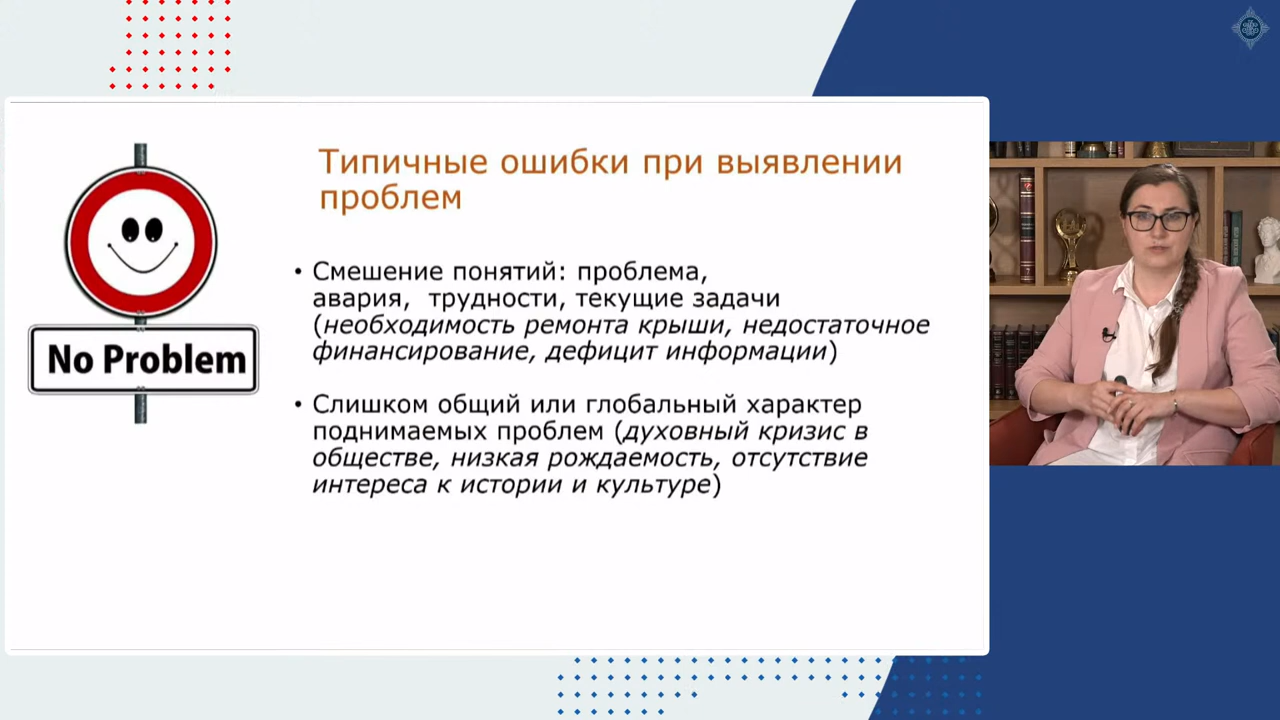 Типичные ошибки при выявлении
проблем
No Problem
• Смешение понятий: проблема,
авария, трудности, текущие задачи
(необходимость ремонта крыши, недостаточное
финансирование, дефицит информации)
• Слишком общий или глобальный характер
поднимаемых проблем (духовный кризис в
обществе, низкая рождаемость, отсутствие
интереса к истории и культуре)